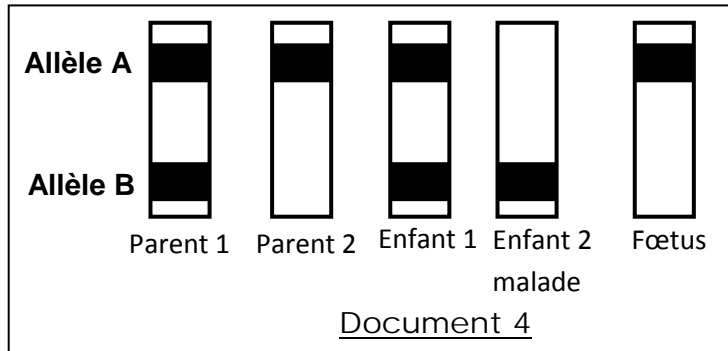 Allèle A
Allèle B
Parent 1 Parent 2 Enfant 1 Enfant 2 Fœtus
malade
Document 4